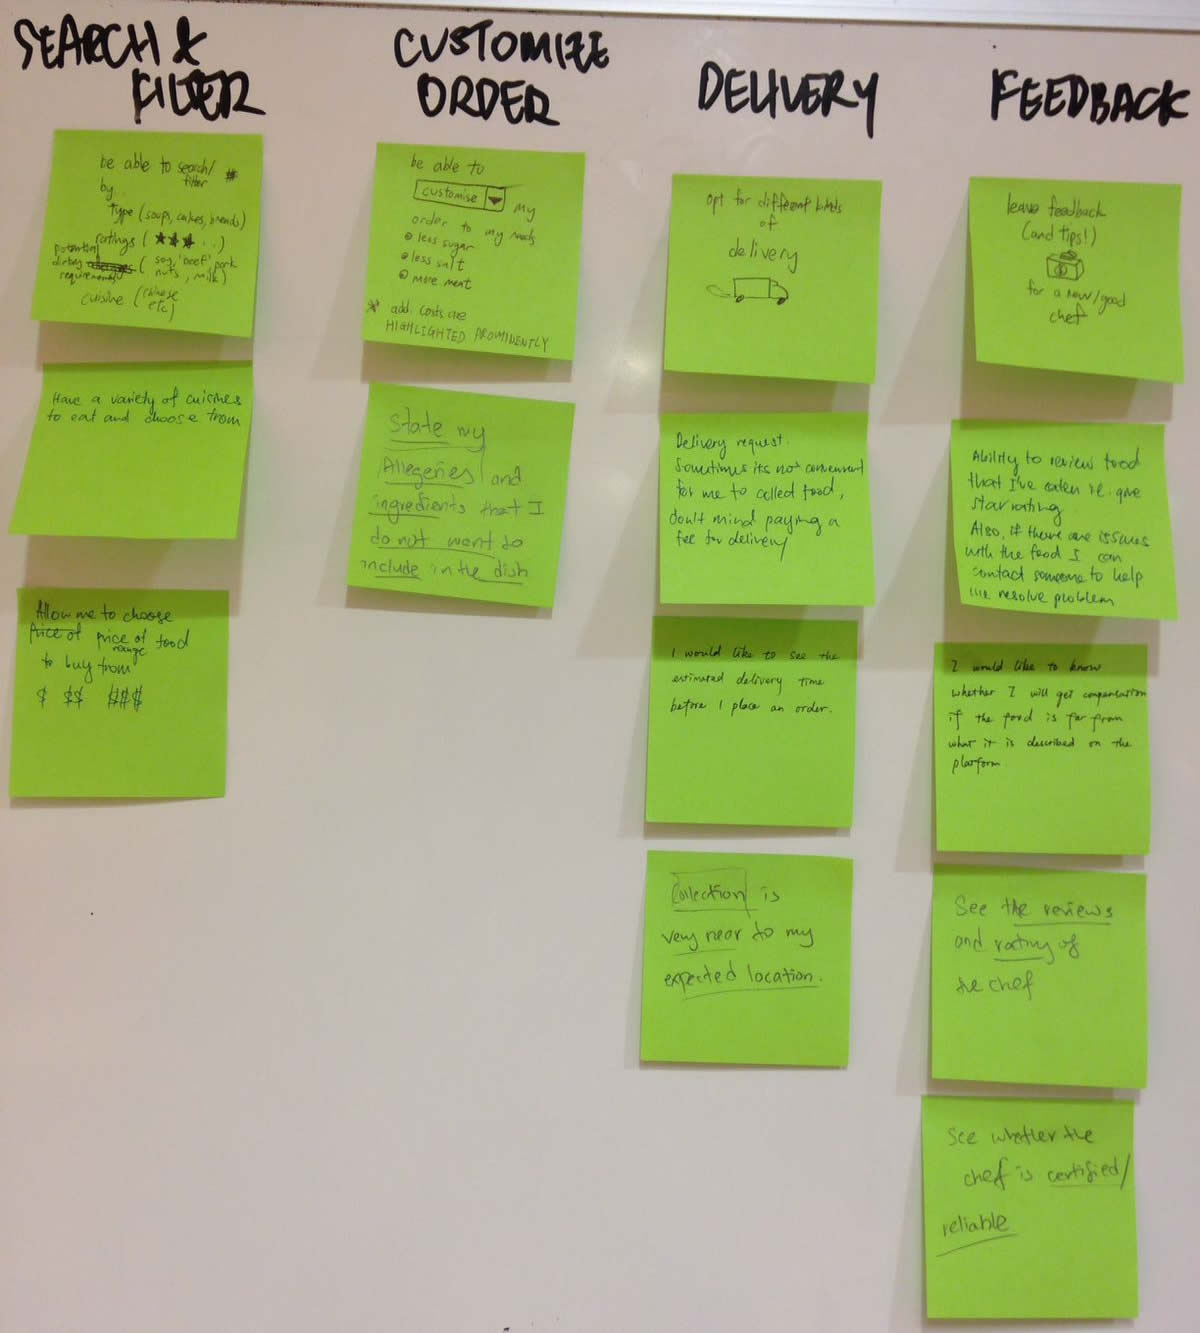 SEARCH &
FILTER
be able to search/
filter
by..
type (soups, cakes, breads)
ratings (★★★...)
potential
dietary (soy, 'beef' pork
requirements nuts, milk)
cuisine (chinese
etc)
Have a variety of cuisines
to eat and choose from
Allow me to choose
price of price of food
range
to buy from
$ $$ $$$
CUSTOMIZE
ORDER
be able to
customise my
order to my needs
less sugar
less salt
more meat
* add. costs are
HIGHLIGHTED PROMINENTLY
State my
Allegeries and
ingredients that I
do not want to
include in the dish
DELIVERY
opt for different kinds
of
delivery
Delivery request.
Sometimes its not convenient
for me to collect food,
don't mind paying a
fee for delivery
I would like to see the
estimated delivery time
before I place an order.
Collection is
very near to my
expected location.
FEEDBACK
leave feedback
(and tips!)
$
for a new/good
chef
Ability to review food
that I've eaten i.e. give
star rating.
Also, if there are issues
with the food I can
contact someone to help
me resolve problem
I would like to know
whether I will get compensation
if the food is far from
what it is described on the
platform
See the reviews
and rating of
the chef
See whether the
chef is certified/
reliable